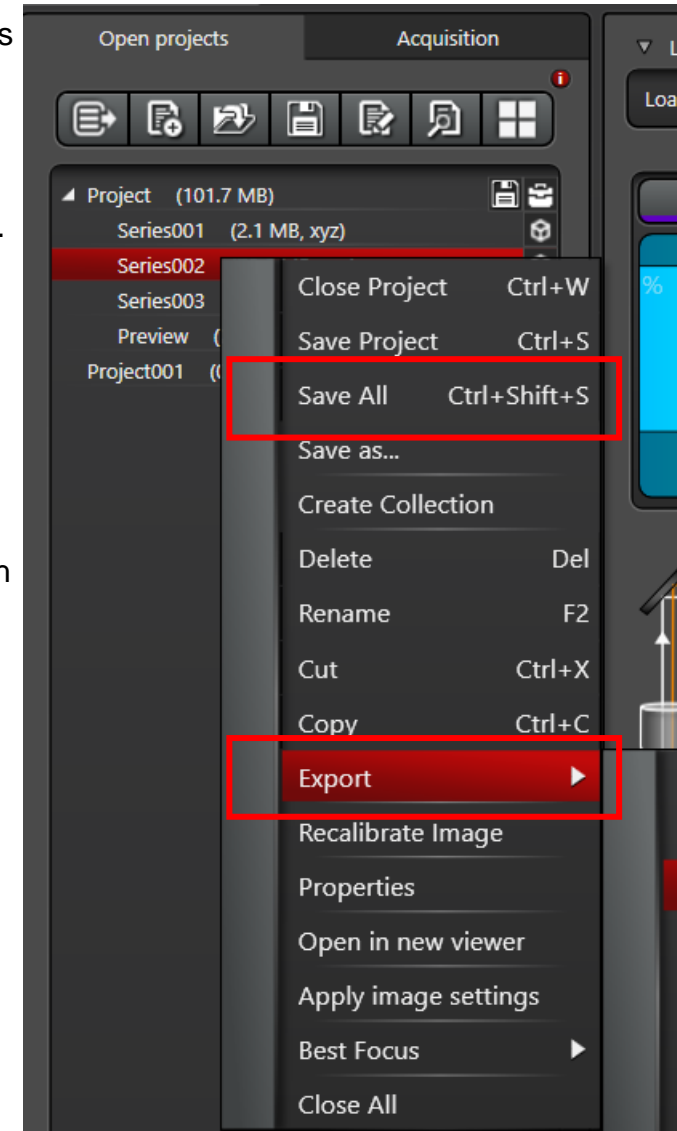 Open projects Acquisition
Loa
Project (101.7 MB)
Series001 (2.1 MB, xyz)
Series002
Series003
Preview (
Project001 (
%
Close Project Ctrl+W
Save Project Ctrl+S
Save All Ctrl+Shift+S
Save as...
Create Collection
Delete Del
Rename F2
Cut Ctrl+X
Copy Ctrl+C
Export
Recalibrate Image
Properties
Open in new viewer
Apply image settings
Best Focus
Close All